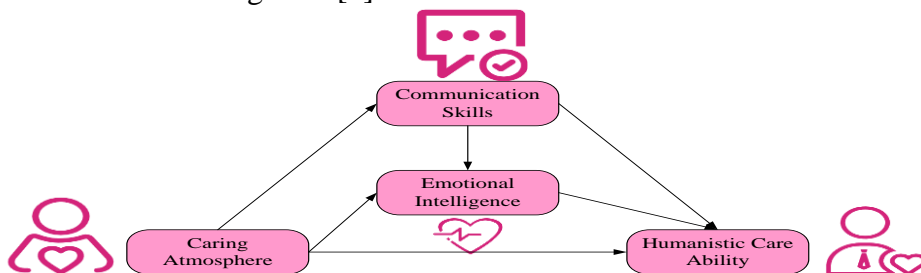 Communication
Skills
Emotional
Intelligence
Caring
Atmosphere
Humanistic Care
Ability